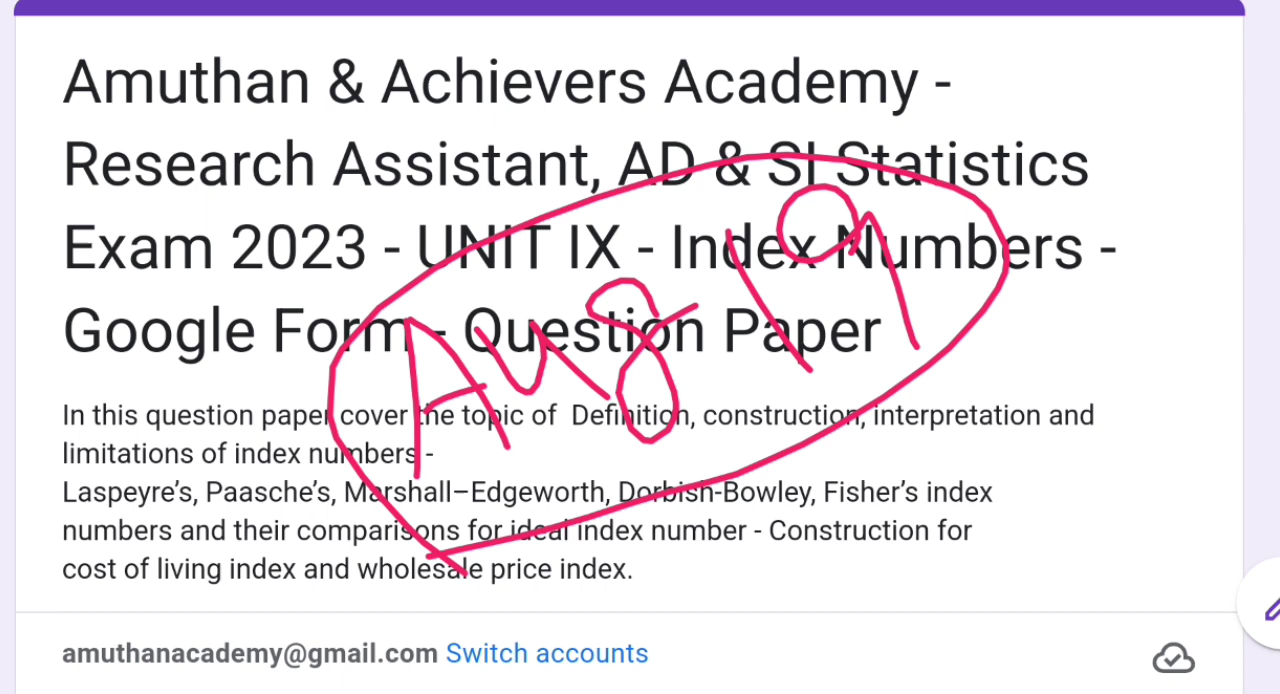 Amuthan & Achievers Academy -
Research Assistant, AD & SI Statistics
Exam 2023 - UNIT IX - Index Numbers -
Google Form - Question Paper
Aug 19
In this question paper cover the topic of  Definition, construction, interpretation and
limitations of index numbers -
Laspeyre’s, Paasche’s, Marshall–Edgeworth, Dorbish-Bowley, Fisher’s index
numbers and their comparisons for ideal index number - Construction for
cost of living index and wholesale price index.
amuthanacademy@gmail.com Switch accounts